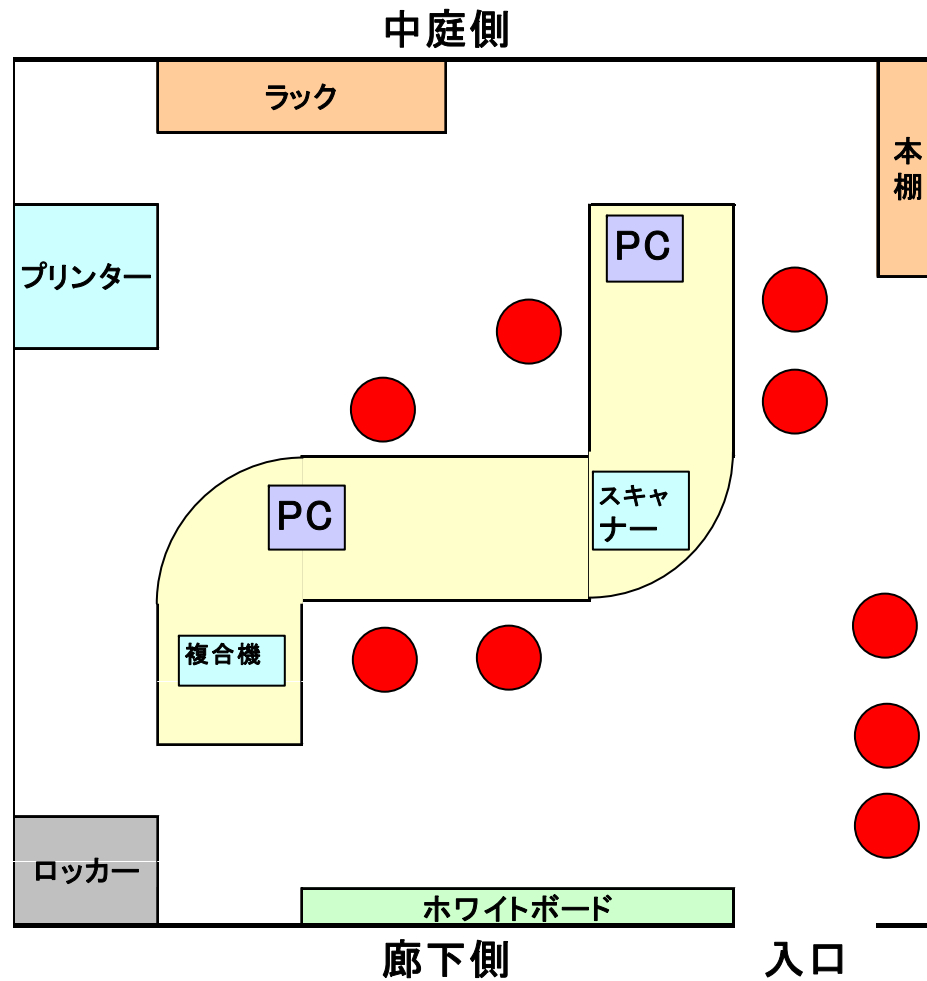 中庭側
ラック
本
棚
プリンター
PC
PC
スキャ
ナー
複合機
ロッカー
ホワイトボード
廊下側
入口